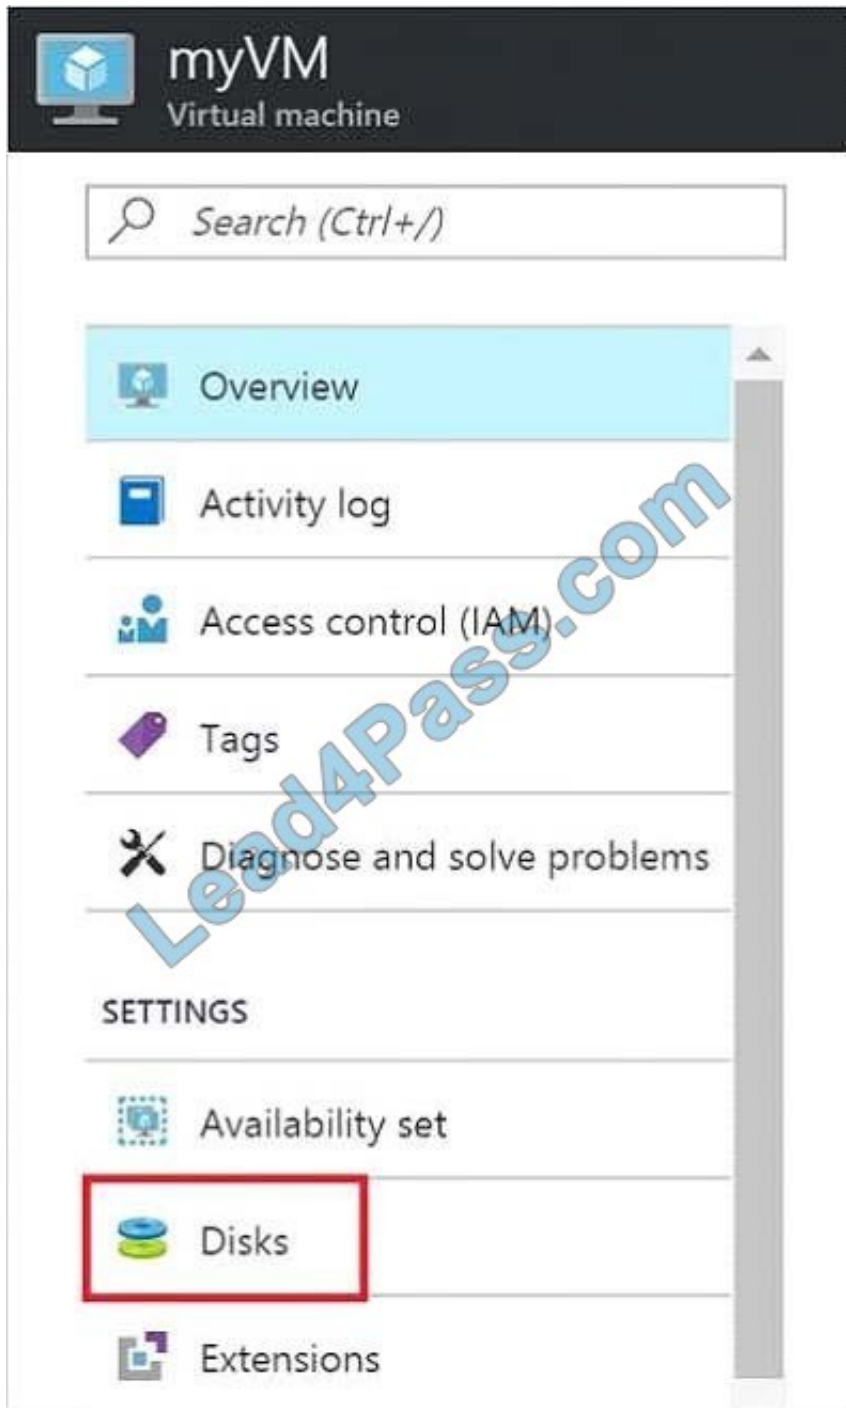 myVM
Virtual machine
Search (Ctrl+/)
Overview
Activity log
Access control (IAM)
Tags
Diagnose and solve problems
SETTINGS
Availability set
Disks
Extensions
Lead4Pass.com